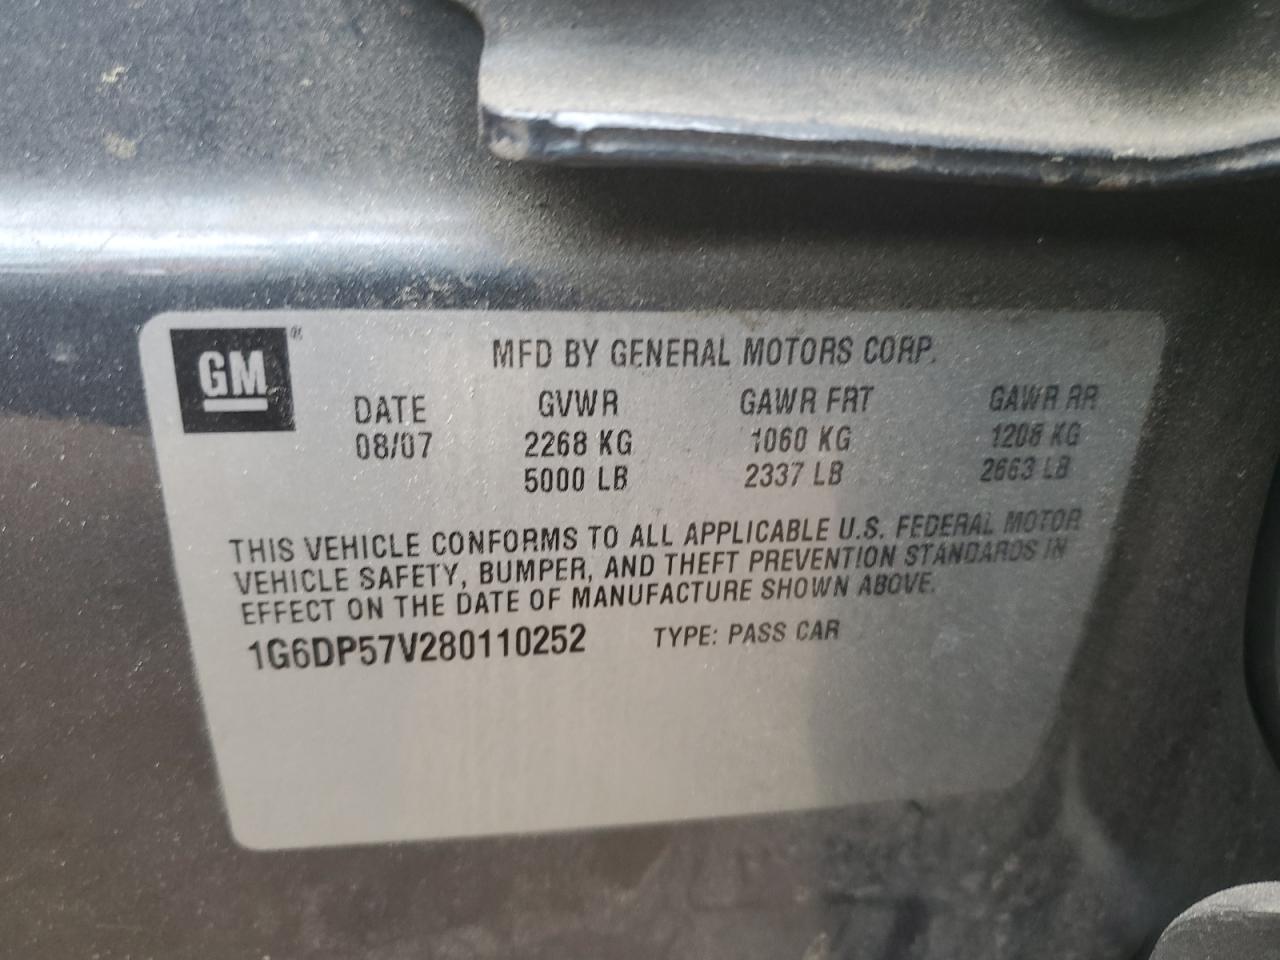 GM®
MFD BY GENERAL MOTORS CORP.
DATE GVWR GAWR FRT GAWR RR
08/07 2268 KG 1060 KG 1208 KG
5000 LB 2337 LB 2663 LB
THIS VEHICLE CONFORMS TO ALL APPLICABLE U.S. FEDERAL MOTOR
VEHICLE SAFETY, BUMPER, AND THEFT PREVENTION STANDARDS IN
EFFECT ON THE DATE OF MANUFACTURE SHOWN ABOVE.
1G6DP57V280110252 TYPE: PASS CAR